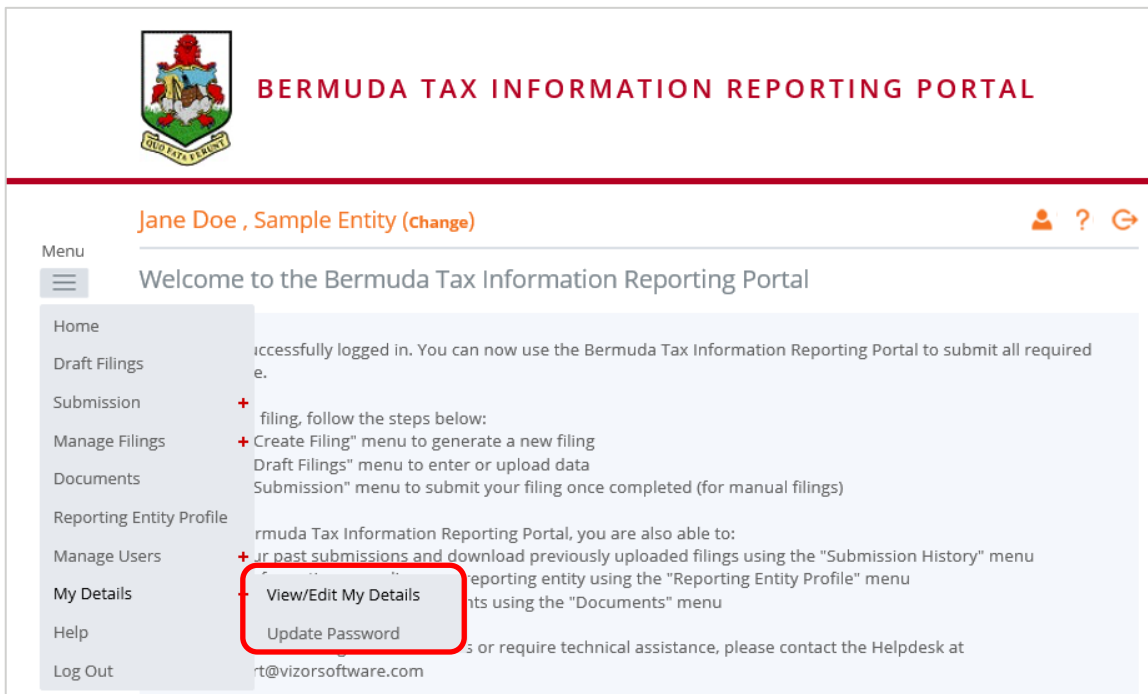 QUO FATA FERUNT
BERMUDA TAX INFORMATION REPORTING PORTAL
Jane Doe , Sample Entity (Change)
?
Menu
Welcome to the Bermuda Tax Information Reporting Portal
Home
Draft Filings
Submission +
Manage Filings +
Documents
Reporting Entity Profile
Manage Users +
My Details
Help
Log Out
View/Edit My Details
Update Password
successfully logged in. You can now use the Bermuda Tax Information Reporting Portal to submit all required
e.
filing, follow the steps below:
Create Filing" menu to generate a new filing
Draft Filings" menu to enter or upload data
Submission" menu to submit your filing once completed (for manual filings)
rmuda Tax Information Reporting Portal, you are also able to:
ur past submissions and download previously uploaded filings using the "Submission History" menu
reporting entity using the "Reporting Entity Profile" menu
nts using the "Documents" menu
s or require technical assistance, please contact the Helpdesk at
rt@vizorsoftware.com